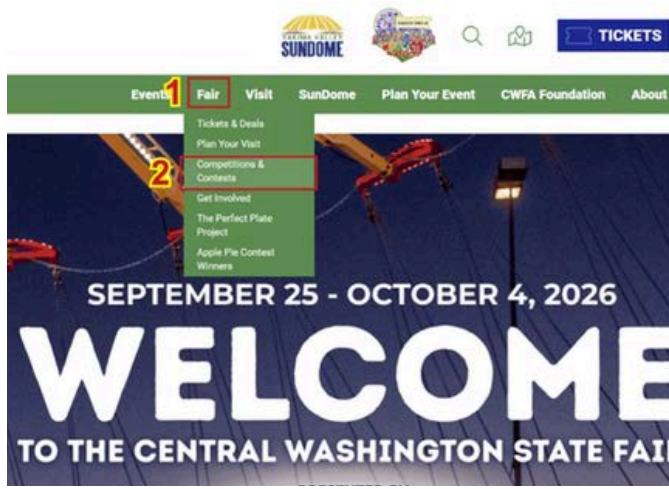 YAKIMA VALLEY
SUNDOME
TICKETS
Events 1 Fair Visit SunDome Plan Your Event CWFA Foundation About
Tickets & Deals
Plan Your Visit
2 Competitions &
Contests
Get Involved
The Perfect Plate
Project
Apple Pie Contest
Winners
SEPTEMBER 25 - OCTOBER 4, 2026
WELCOME
TO THE CENTRAL WASHINGTON STATE FAI